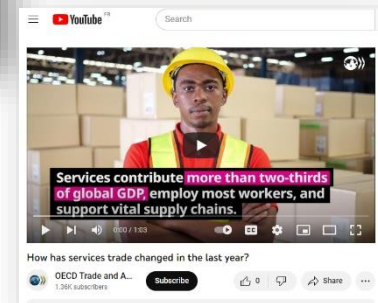 YouTube FR
Search
Services contribute more than two-thirds
of global GDP, employ most workers, and
support vital supply chains.
0:00 / 1:03
CC
How has services trade changed in the last year?
OECD Trade and A...
1.36K subscribers
Subscribe
0
Share